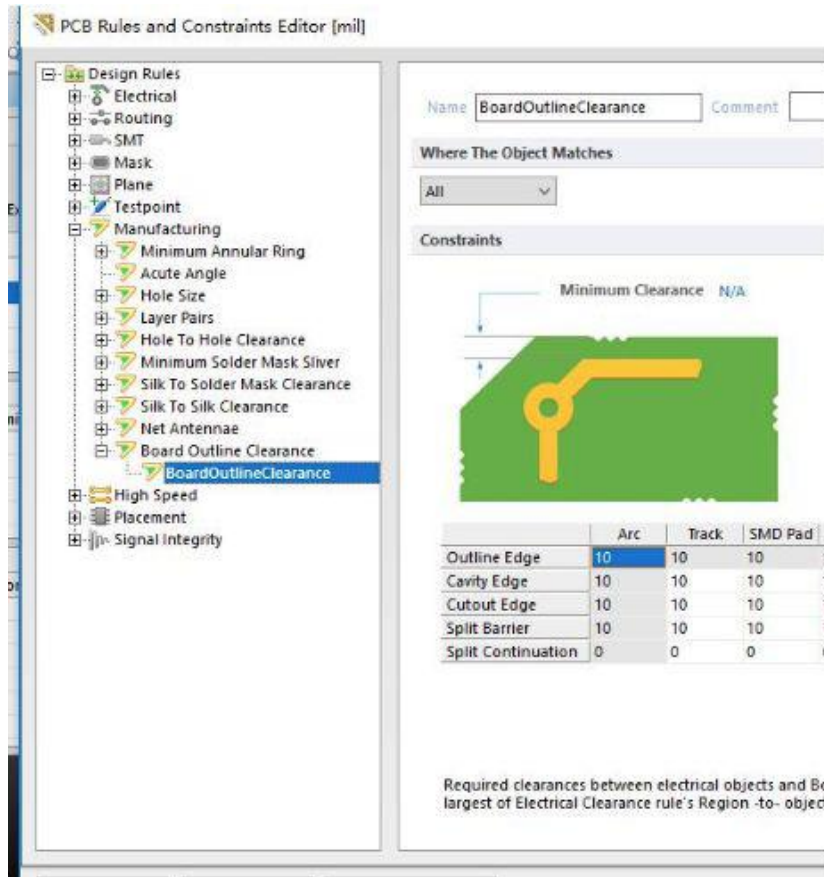 PCB Rules and Constraints Editor [mil]
Design Rules
Electrical
Routing
SMT
Mask
Plane
Testpoint
Manufacturing
Minimum Annular Ring
Acute Angle
Hole Size
Layer Pairs
Hole To Hole Clearance
Minimum Solder Mask Sliver
Silk To Solder Mask Clearance
Silk To Silk Clearance
Net Antennae
Board Outline Clearance
BoardOutlineClearance
High Speed
Placement
Signal Integrity
Name BoardOutlineClearance Comment
Where The Object Matches
All
Constraints
Minimum Clearance N/A
Arc Track SMD Pad
Outline Edge 10 10 10
Cavity Edge 10 10 10
Cutout Edge 10 10 10
Split Barrier 10 10 10
Split Continuation 0 0 0
Required clearances between electrical objects and
largest of Electrical Clearance rule's Region -to-